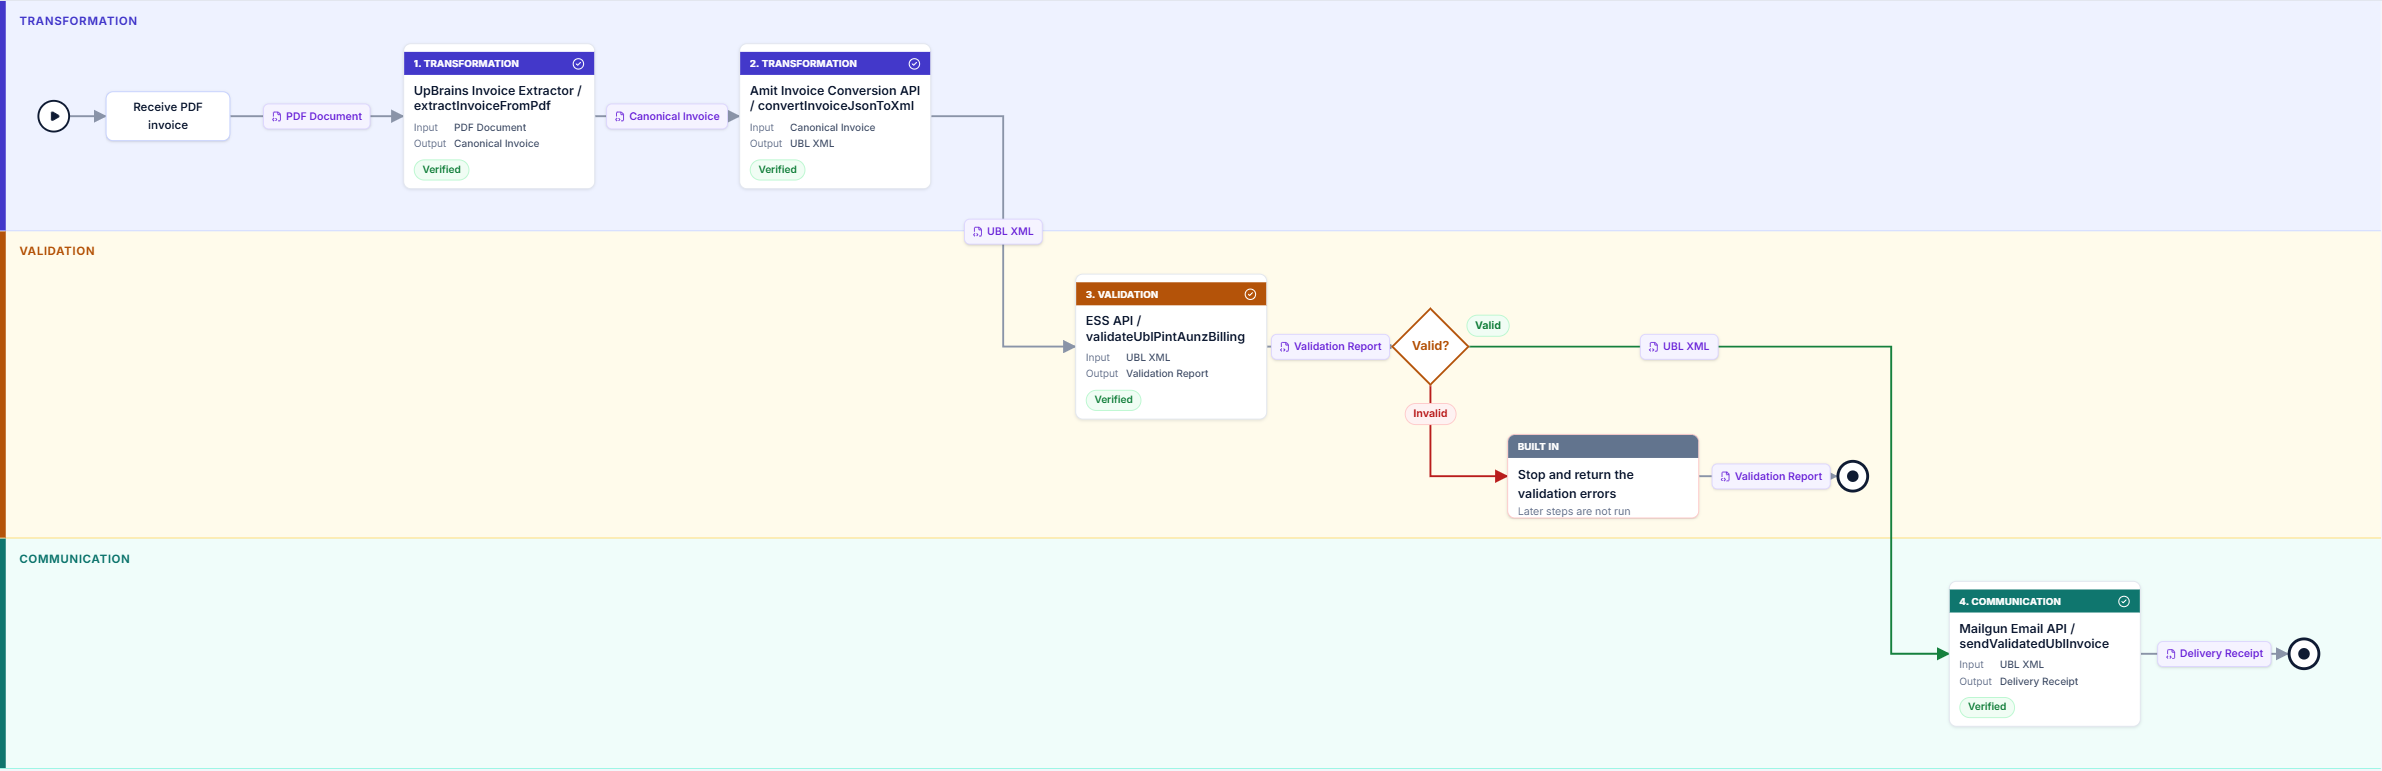 TRANSFORMATION
Receive PDF
invoice
PDF Document
1. TRANSFORMATION
UpBrains Invoice Extractor /
extractInvoiceFromPdf
Input PDF Document
Output Canonical Invoice
Verified
Canonical Invoice
2. TRANSFORMATION
Amit Invoice Conversion API
/ convertInvoiceJsonToXml
Input Canonical Invoice
Output UBL XML
Verified
UBL XML
VALIDATION
3. VALIDATION
ESS API /
validateUblPintAunzBilling
Input UBL XML
Output Validation Report
Verified
Validation Report
Valid?
Valid
UBL XML
Invalid
BUILT IN
Stop and return the
validation errors
Later steps are not run
Validation Report
COMMUNICATION
4. COMMUNICATION
Mailgun Email API /
sendValidatedUblInvoice
Input UBL XML
Output Delivery Receipt
Verified
Delivery Receipt